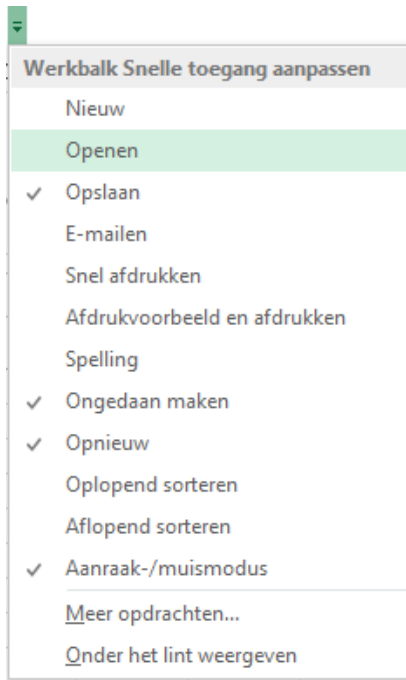 Werkbalk Snelle toegang aanpassen
Nieuw
Openen
Opslaan
E-mailen
Snel afdrukken
Afdrukvoorbeeld en afdrukken
Spelling
Ongedaan maken
Opnieuw
Oplopend sorteren
Aflopend sorteren
Aanraak-/muismodus
Meer opdrachten...
Onder het lint weergeven